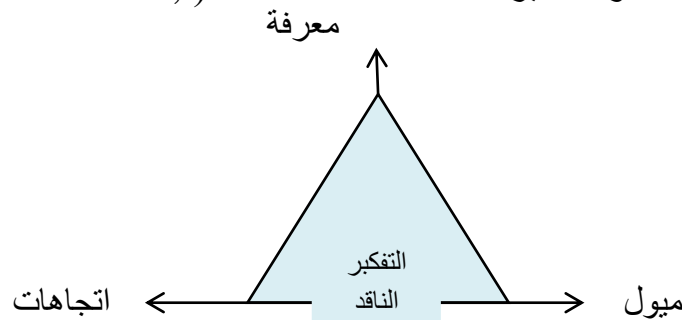 معرفة
التفكبر
الناقد
ميول
اتجاهات